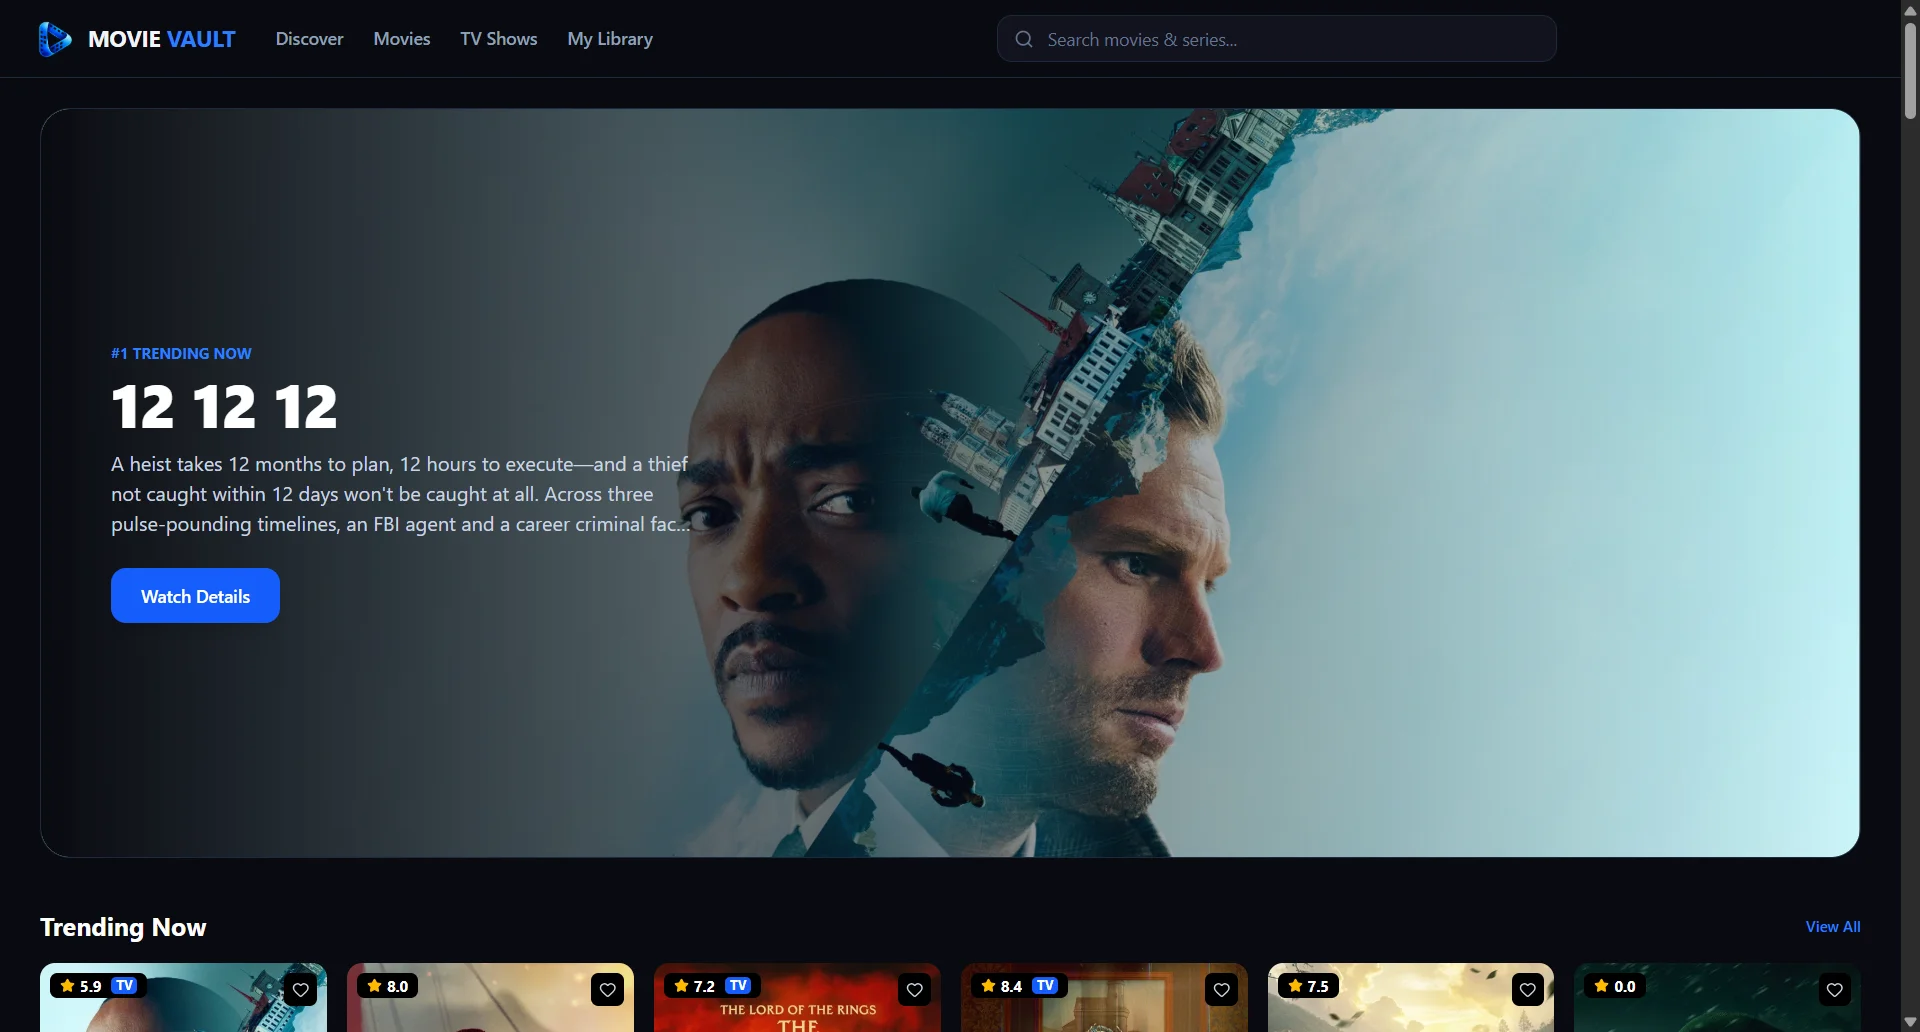 MOVIE VAULT
Discover
Movies
TV Shows
My Library
Search movies & series...
#1 TRENDING NOW
12 12 12
A heist takes 12 months to plan, 12 hours to execute—and a thief
not caught within 12 days won't be caught at all. Across three
pulse-pounding timelines, an FBI agent and a career criminal fac...
Watch Details
Trending Now
View All
5.9 TV
8.0
7.2 TV
8.4 TV
7.5
0.0
THE LORD OF THE RINGS
THE